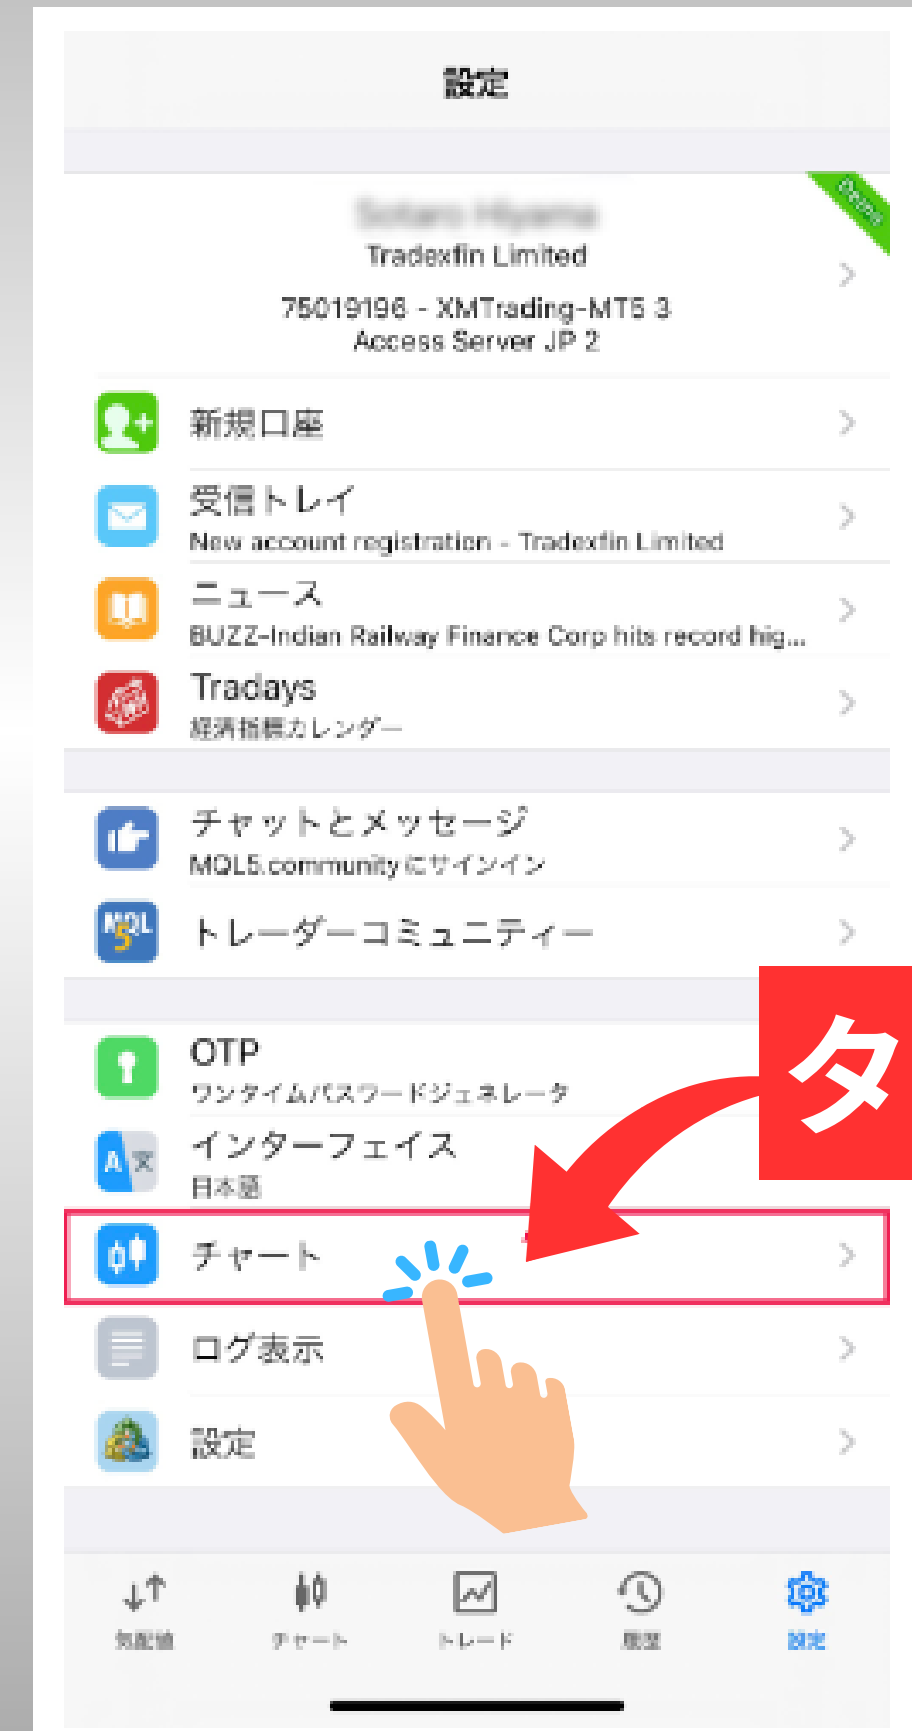 設定
Tradexfin Limited
75019196 - XMTrading-MT5 3
Access Server JP 2
新規口座
受信トレイ
New account registration - Tradexfin Limited
ニュース
BUZZ-Indian Railway Finance Corp hits record hig...
Tradays
経済指標カレンダー
チャットとメッセージ
MQL5.communityにサインイン
MQL5
トレーダーコミュニティー
タ
OTP
ワンタイムパスワードジェネレータ
A 文
インターフェイス
日本語
チャート
ログ表示
設定
気配値
チャート
トレード
履歴
設定